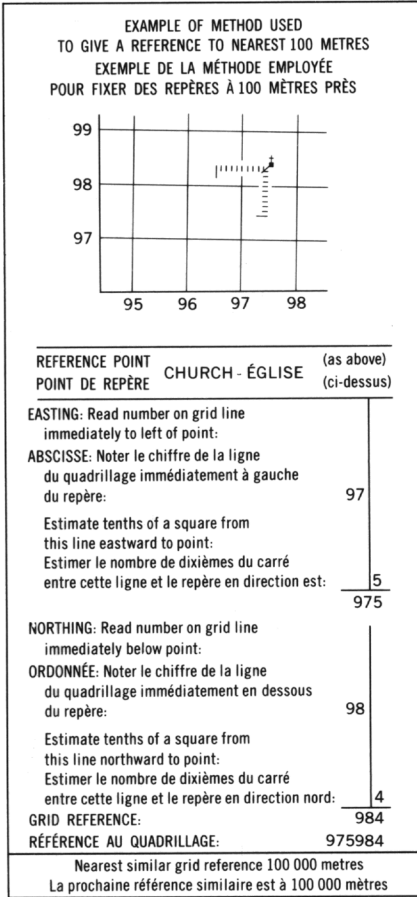 EXAMPLE OF METHOD USED
TO GIVE A REFERENCE TO NEAREST 100 METRES
EXEMPLE DE LA MÉTHODE EMPLOYÉE
POUR FIXER DES REPÈRES À 100 MÈTRES PRÈS
99
98
97
95 96 97 98
REFERENCE POINT
POINT DE REPÈRE
CHURCH - ÉGLISE
(as above)
(ci-dessus)
EASTING: Read number on grid line
immediately to left of point:
ABSCISSE: Noter le chiffre de la ligne
du quadrillage immédiatement à gauche
du repère: 97
Estimate tenths of a square from
this line eastward to point:
Estimer le nombre de dixièmes du carré
entre cette ligne et le repère en direction est: 5
975
NORTHING: Read number on grid line
immediately below point:
ORDONNÉE: Noter le chiffre de la ligne
du quadrillage immédiatement en dessous
du repère: 98
Estimate tenths of a square from
this line northward to point:
Estimer le nombre de dixièmes du carré
entre cette ligne et le repère en direction nord: 4
GRID REFERENCE: 984
RÉFÉRENCE AU QUADRILLAGE: 975984
Nearest similar grid reference 100 000 metres
La prochaine référence similaire est à 100 000 mètres